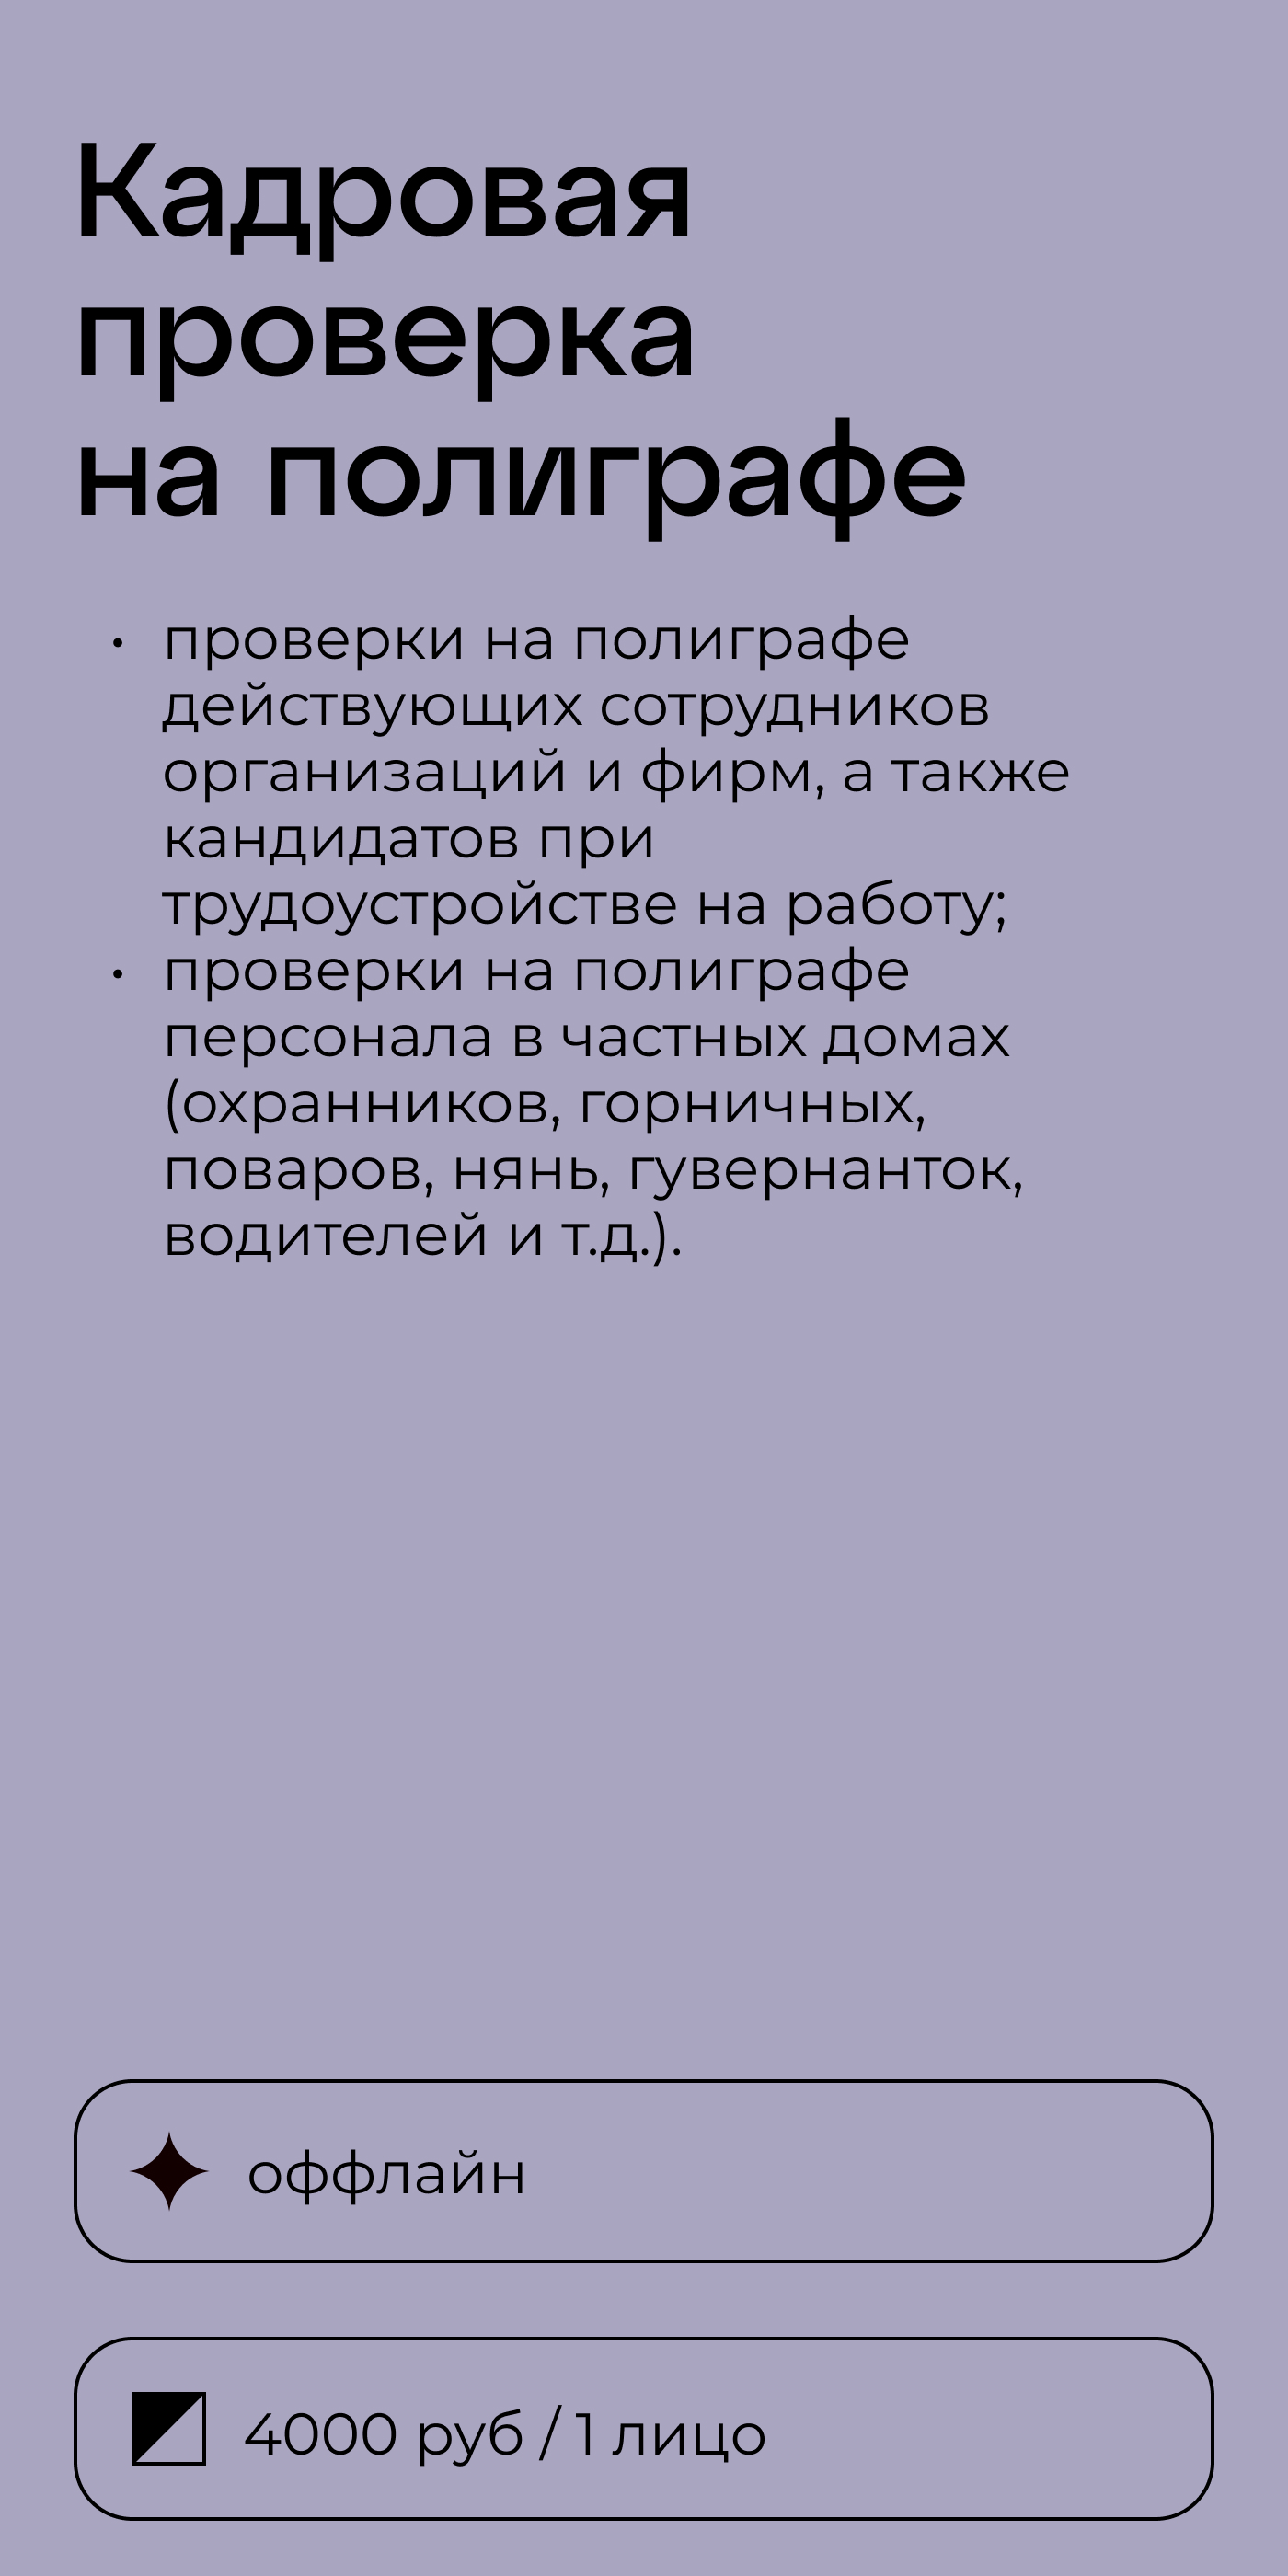 Кадровая
проверка
на полиграфе
• проверки на полиграфе
действующих сотрудников
организаций и фирм, а также
кандидатов при
трудоустройстве на работу;
• проверки на полиграфе
персонала в частных домах
(охранников, горничных,
поваров, нянь, гувернанток,
водителей и т.д.).
оффлайн
4000 руб / 1 лицо